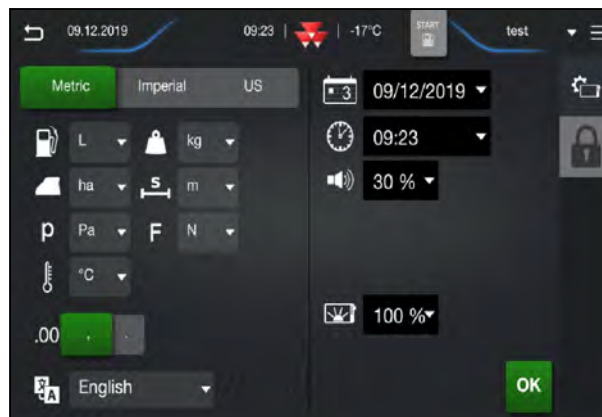 09.12.2019 09:23 -17°C START test
Metric Imperial US
L kg
ha S m
p Pa F N
°C
.00 , .
English
3 09/12/2019
09:23
30 %
100 %
OK